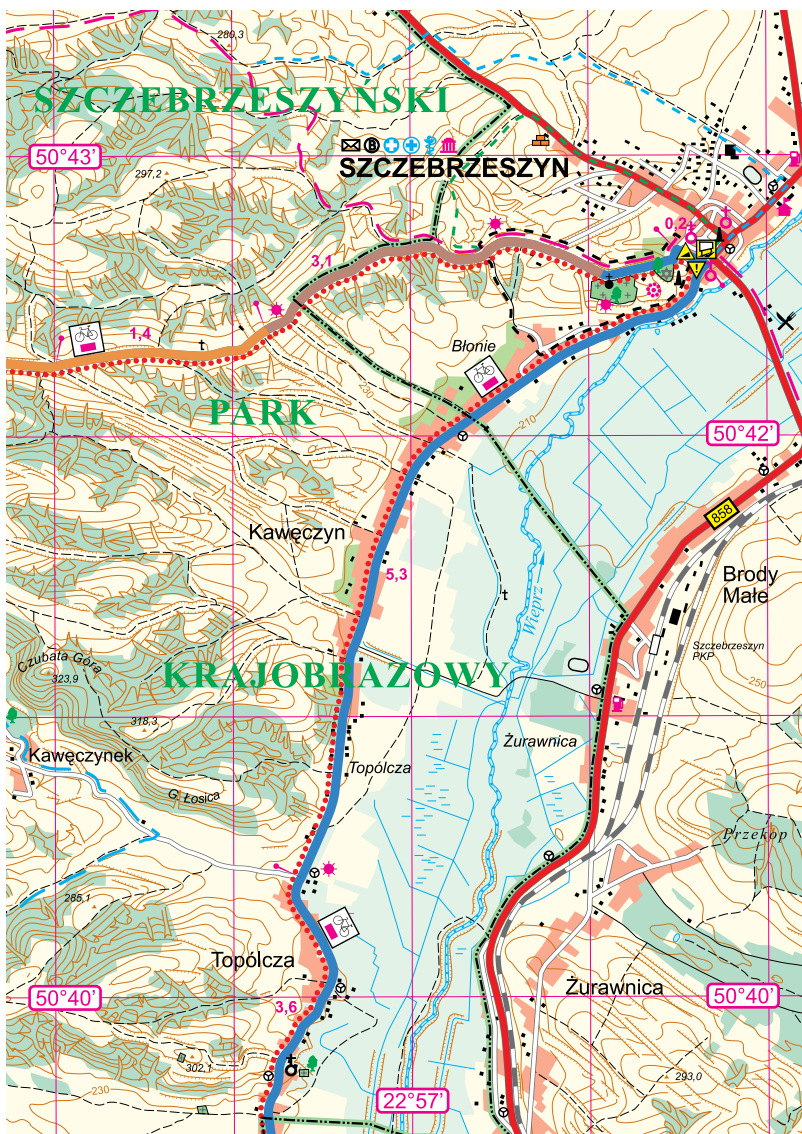 280,3
SZCZEBRZESZYŃSKI
50°43'
SZCZEBRZESZYN
297,2
0,2
3,1
1,4
Błonie
230
210
PARK
50°42'
858
Kawęczyn
5,3
Brody
Małe
Wieprz
t
t
Szczebrzeszyn
PKP
Czubata Góra
323,9
KRAJOBRAZOWY
250
318,3
Kawęczynek
Żurawnica
Topólcza
G. Łosica
Przekop
285,1
Topólcza
50°40'
3,6
Żurawnica
50°40'
302,1
230
293,0
22°57'